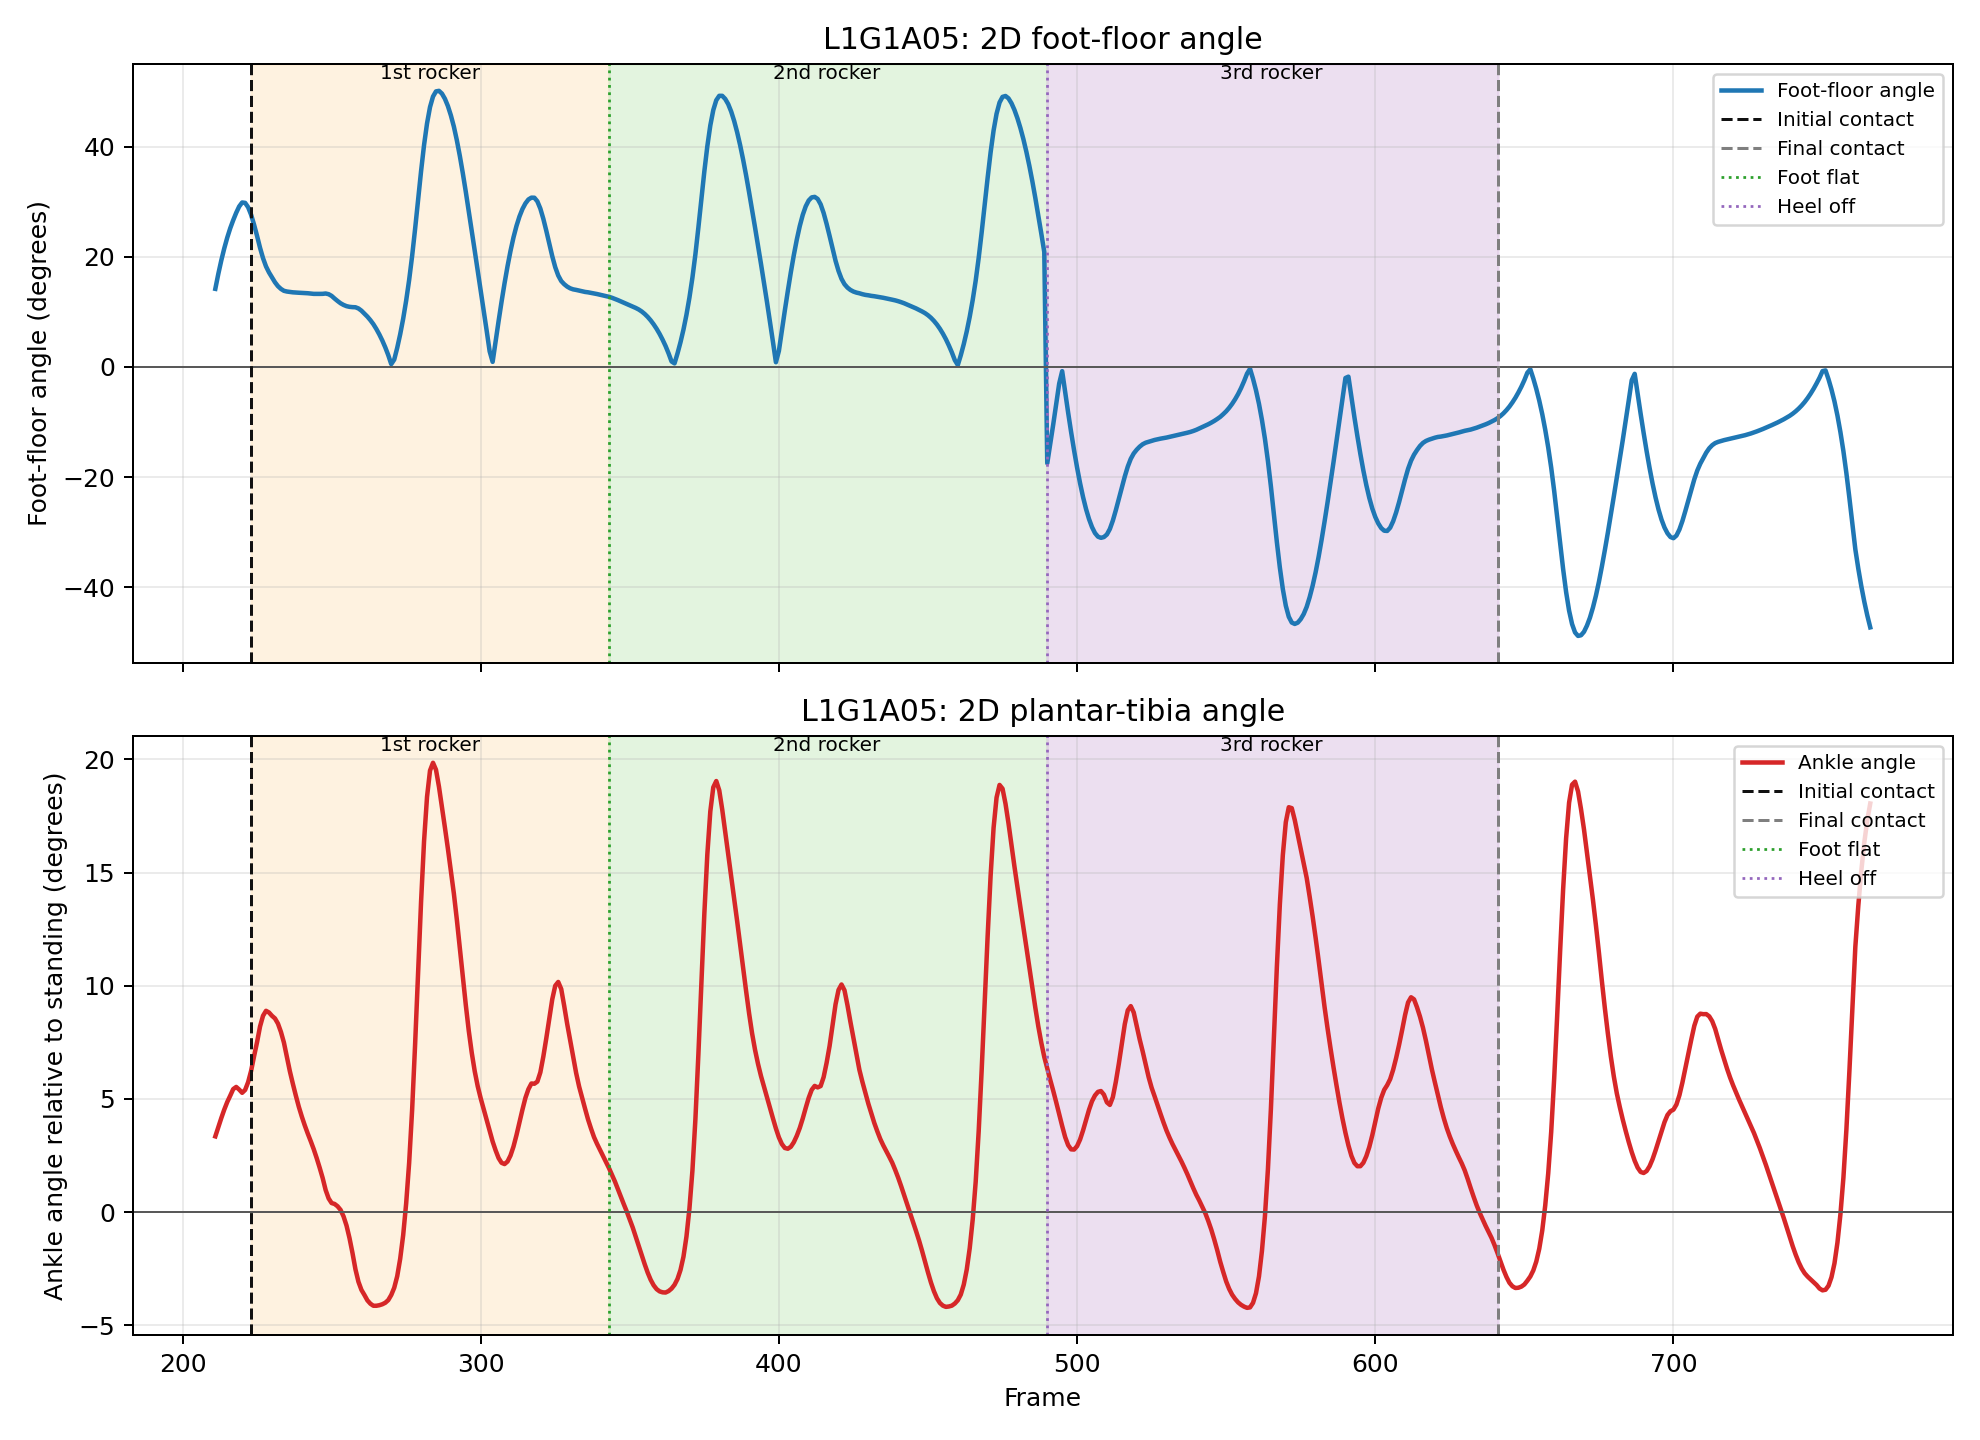 L1G1A05: 2D foot-floor angle
1st rocker
2nd rocker
3rd rocker
Foot-floor angle
Initial contact
Final contact
Foot flat
Heel off
Foot-floor angle (degrees)
40
20
0
−20
−40
L1G1A05: 2D plantar-tibia angle
1st rocker
2nd rocker
3rd rocker
Ankle angle
Initial contact
Final contact
Foot flat
Heel off
Ankle angle relative to standing (degrees)
20
15
10
5
0
−5
200 300 400 500 600 700
Frame